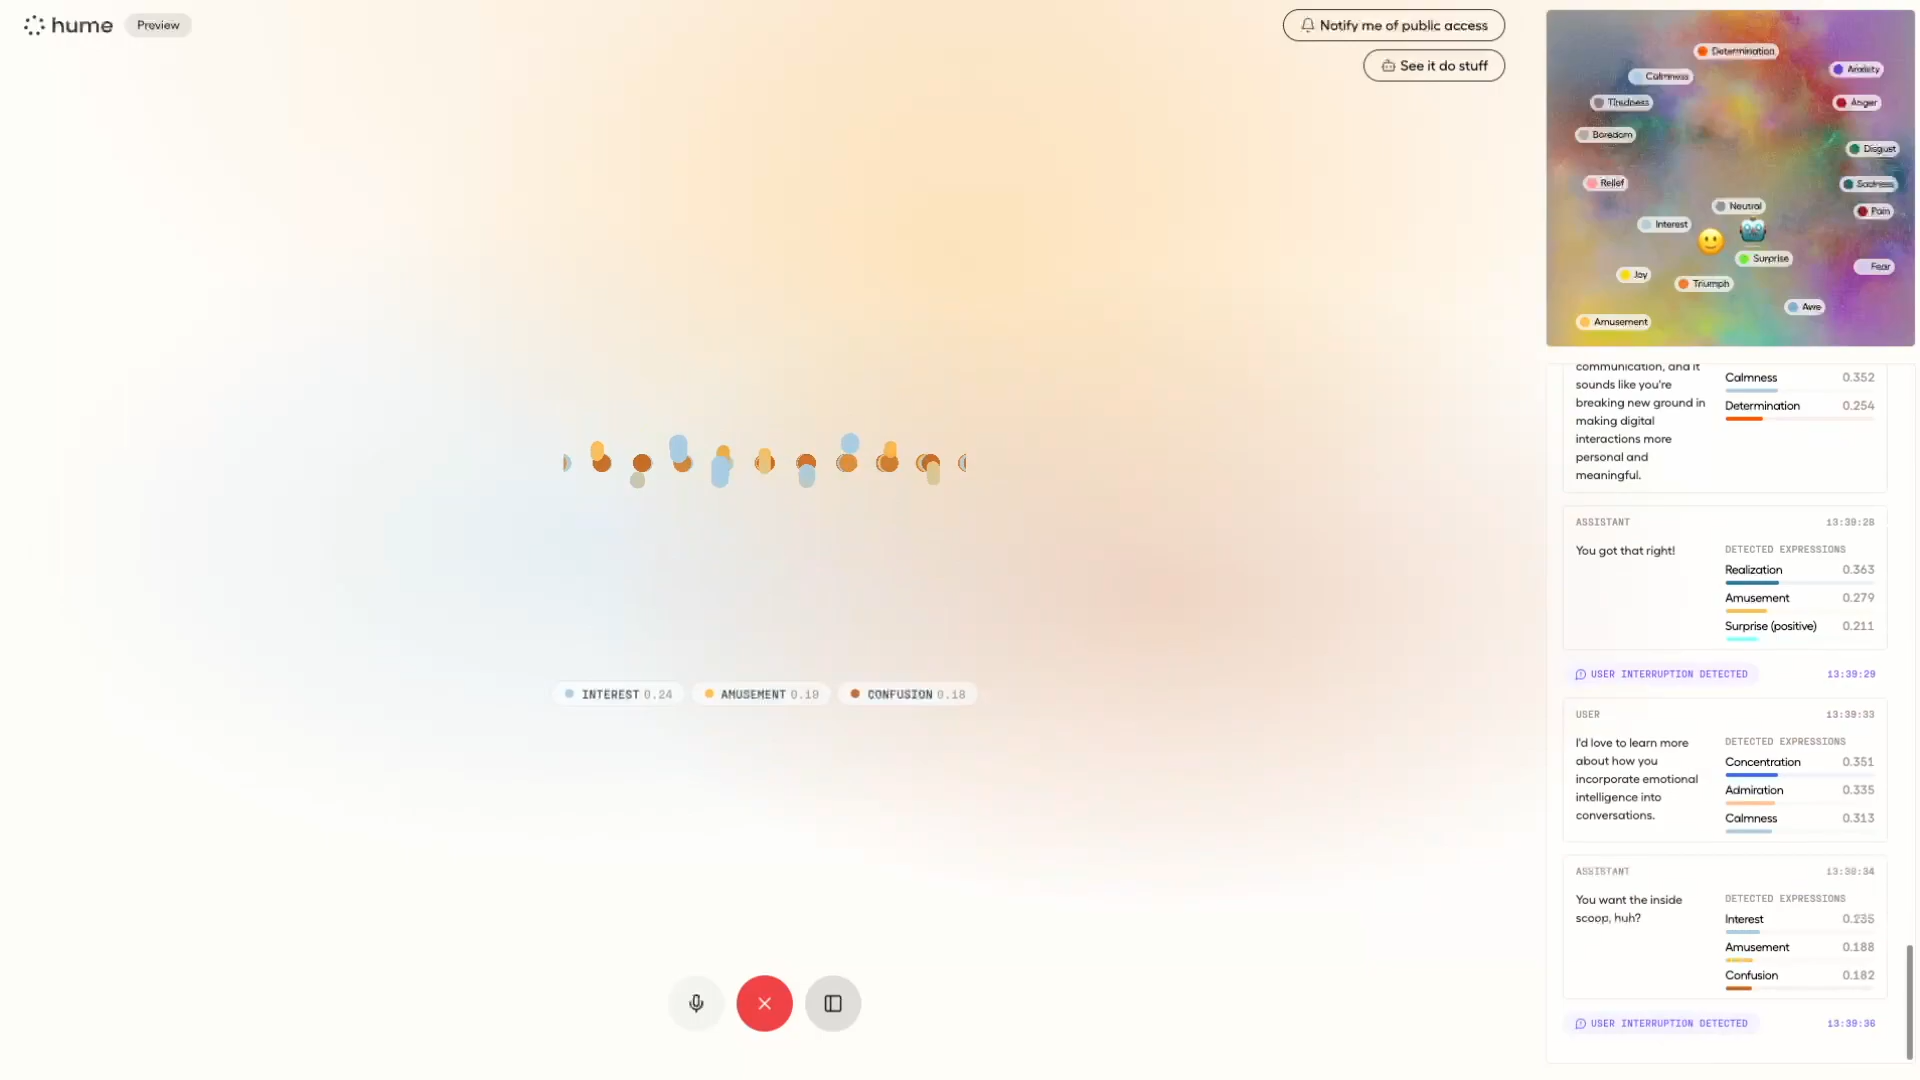 hume
Preview
Notify me of public access
See it do stuff
Determination
Calmness
Anxiety
Tiredness
Anger
Boredom
Disgust
Relief
Sadness
Neutral
Pain
Interest
Surprise
Fear
Joy
Triumph
Awe
Amusement
communication, and it
sounds like you're
breaking new ground in
making digital
interactions more
personal and
meaningful.
Calmness 0.352
Determination 0.254
ASSISTANT 13:39:28
You got that right!
DETECTED EXPRESSIONS
Realization 0.363
Amusement 0.279
Surprise (positive) 0.211
USER INTERRUPTION DETECTED 13:39:29
USER 13:39:33
I'd love to learn more
about how you
incorporate emotional
intelligence into
conversations.
DETECTED EXPRESSIONS
Concentration 0.351
Admiration 0.335
Calmness 0.313
ASSISTANT 13:39:34
You want the inside
scoop, huh?
DETECTED EXPRESSIONS
Interest 0.235
Amusement 0.188
Confusion 0.182
USER INTERRUPTION DETECTED 13:39:36
INTEREST 0.24
AMUSEMENT 0.19
CONFUSION 0.18